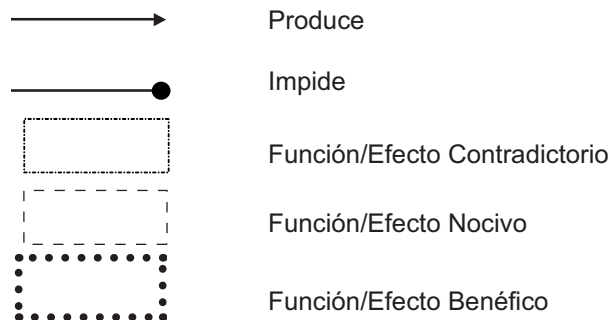 Produce
Impide
Función/Efecto Contradictorio
Función/Efecto Nocivo
Función/Efecto Benéfico